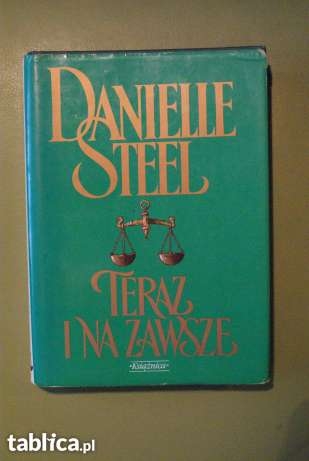 DANIELLE
STEEL
TERAZ
I NA ZAWSZE
•Książnica•
tablica.pl